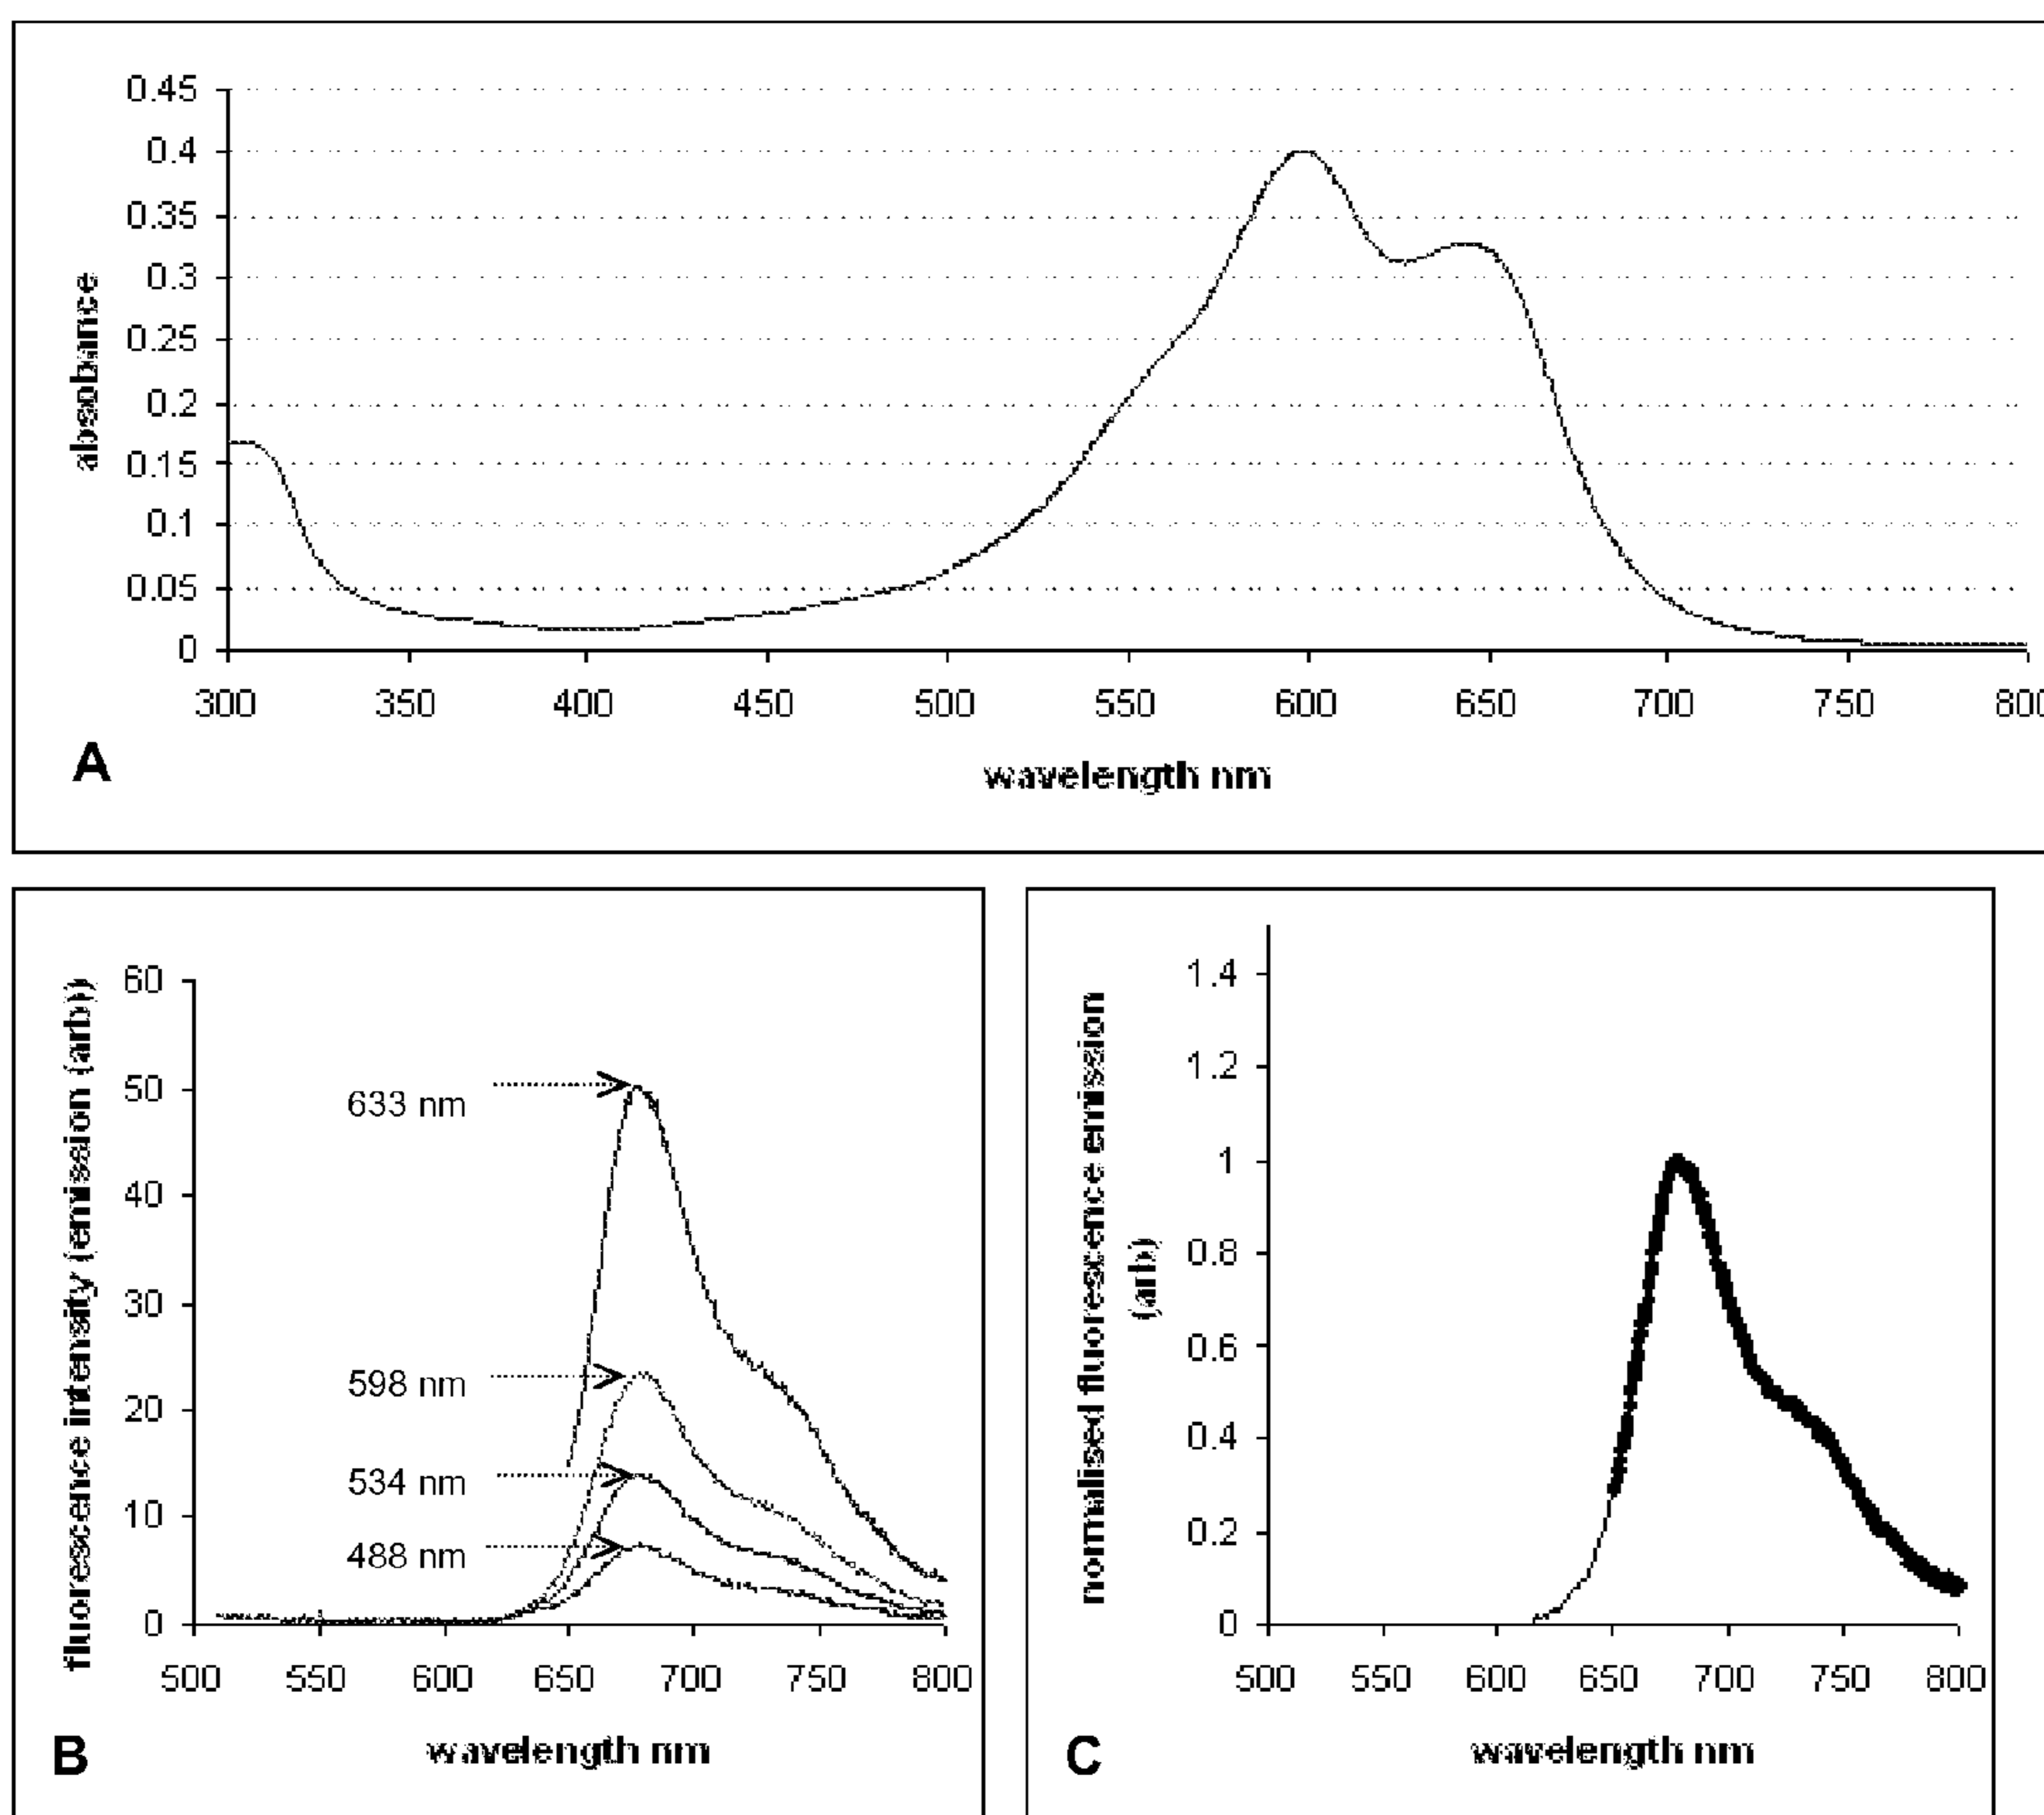 0.45
0.4
0.35
0.3
0.25
0.2
0.15
0.1
0.05
0
absobance
300 350 400 450 500 550 600 650 700 750 800
wavelength nm
A
60
50
40
30
20
10
0
fluorescence intensity (emission (arb))
633 nm
598 nm
534 nm
488 nm
500 550 600 650 700 750 800
wavelength nm
B
1.4
1.2
1
0.8
0.6
0.4
0.2
0
normalised fluorescence emission
(arb)
500 550 600 650 700 750 800
wavelength nm
C